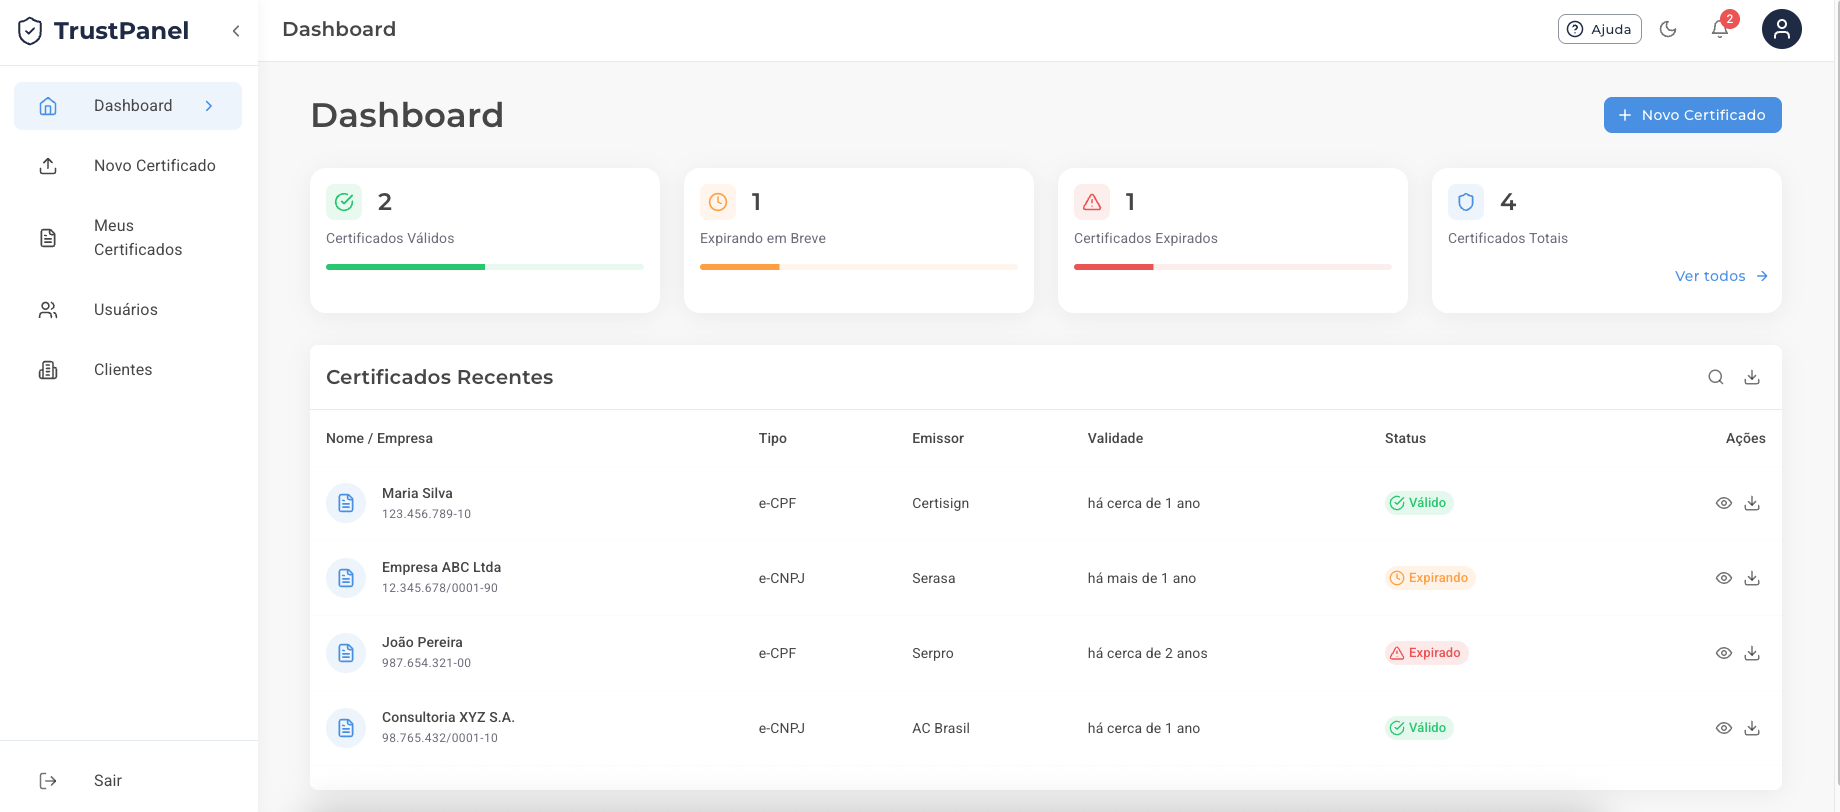 TrustPanel
Dashboard
Ajuda
2
Dashboard
Novo Certificado
Meus
Certificados
Usuários
Clientes
Sair
Dashboard
Novo Certificado
2
Certificados Válidos
1
Expirando em Breve
1
Certificados Expirados
4
Certificados Totais
Ver todos
Certificados Recentes
Nome / Empresa Tipo Emissor Validade Status Ações
Maria Silva
123.456.789-10
e-CPF Certisign há cerca de 1 ano Válido
Empresa ABC Ltda
12.345.678/0001-90
e-CNPJ Serasa há mais de 1 ano Expirando
João Pereira
987.654.321-00
e-CPF Serpro há cerca de 2 anos Expirado
Consultoria XYZ S.A.
98.765.432/0001-10
e-CNPJ AC Brasil há cerca de 1 ano Válido